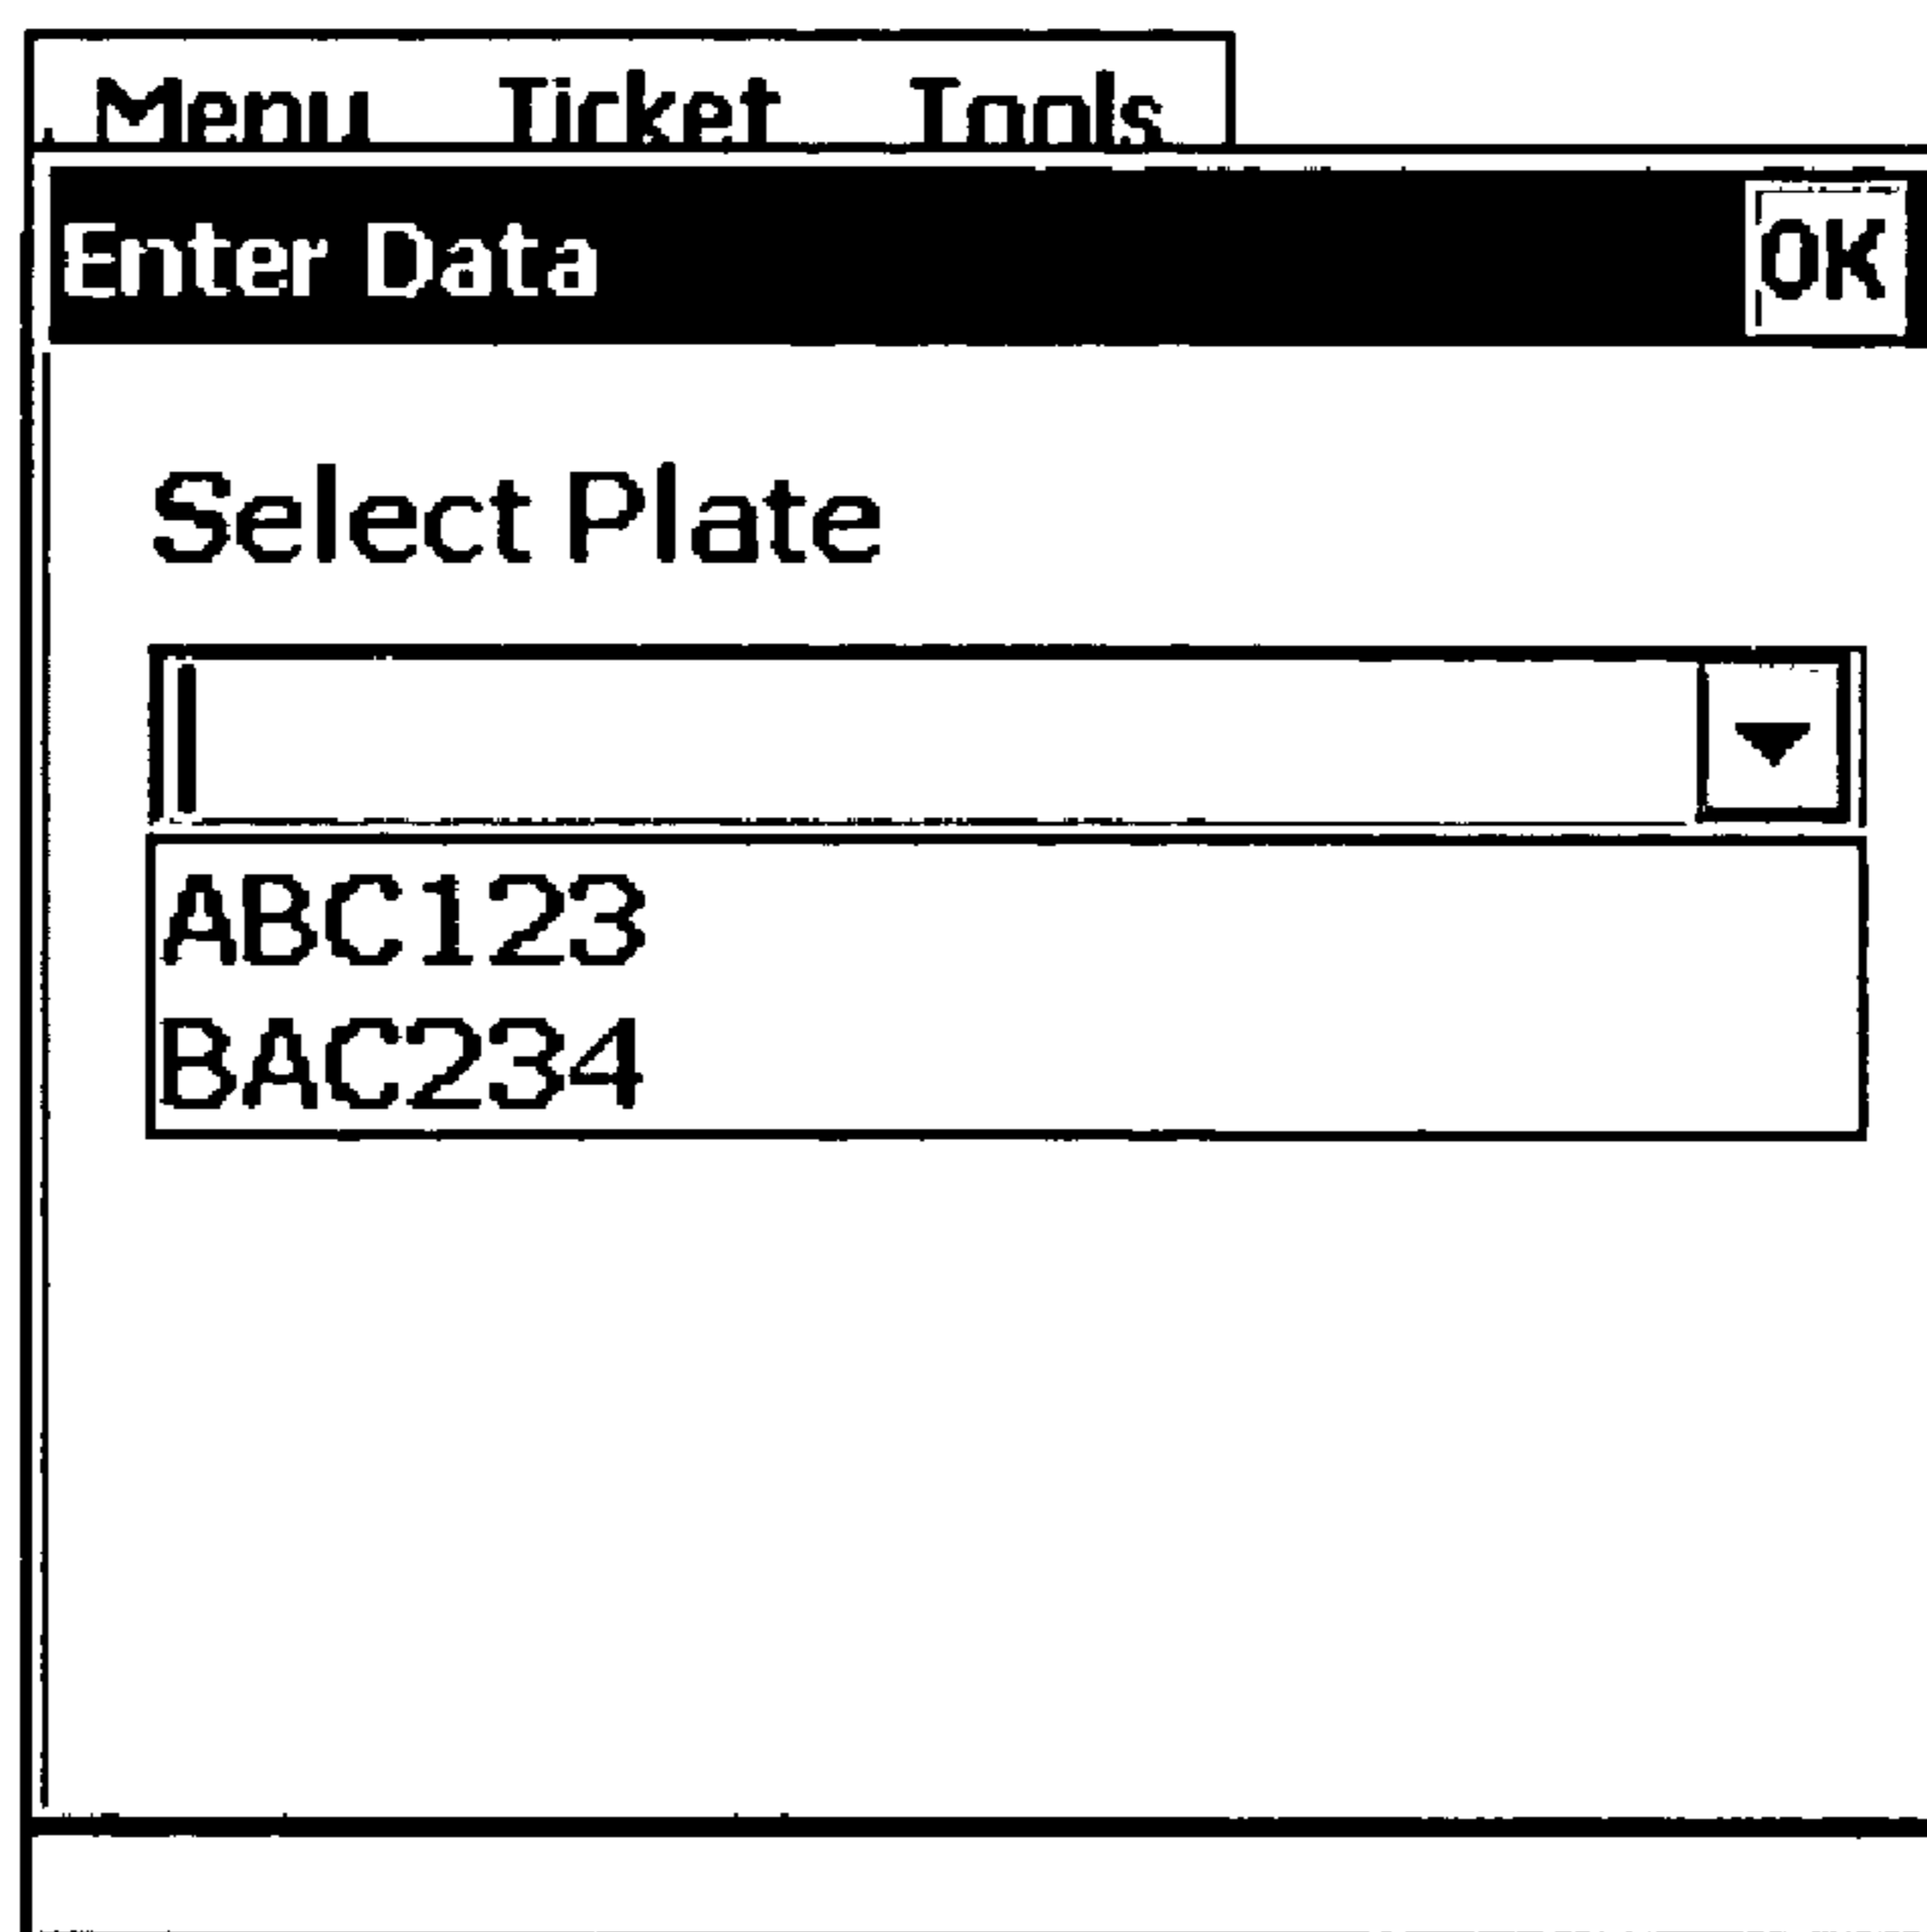 Menu Ticket Tools
Enter Data OK
Select Plate
ABC123
BAC234